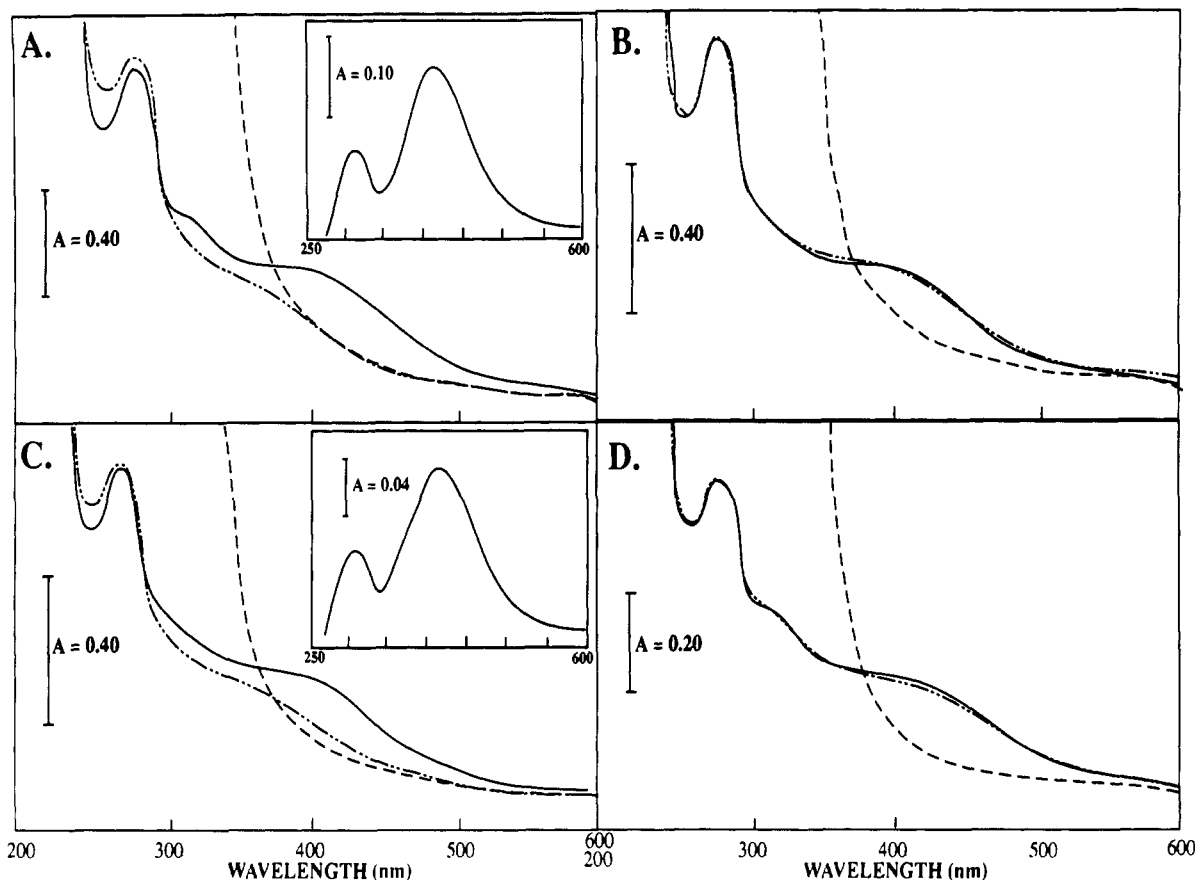 A.
A = 0.10
A = 0.40
250 600
B.
A = 0.40
C.
A = 0.04
A = 0.40
250 600
D.
A = 0.20
200 300 400 500 600
WAVELENGTH (nm)
200 300 400 500 600
WAVELENGTH (nm)